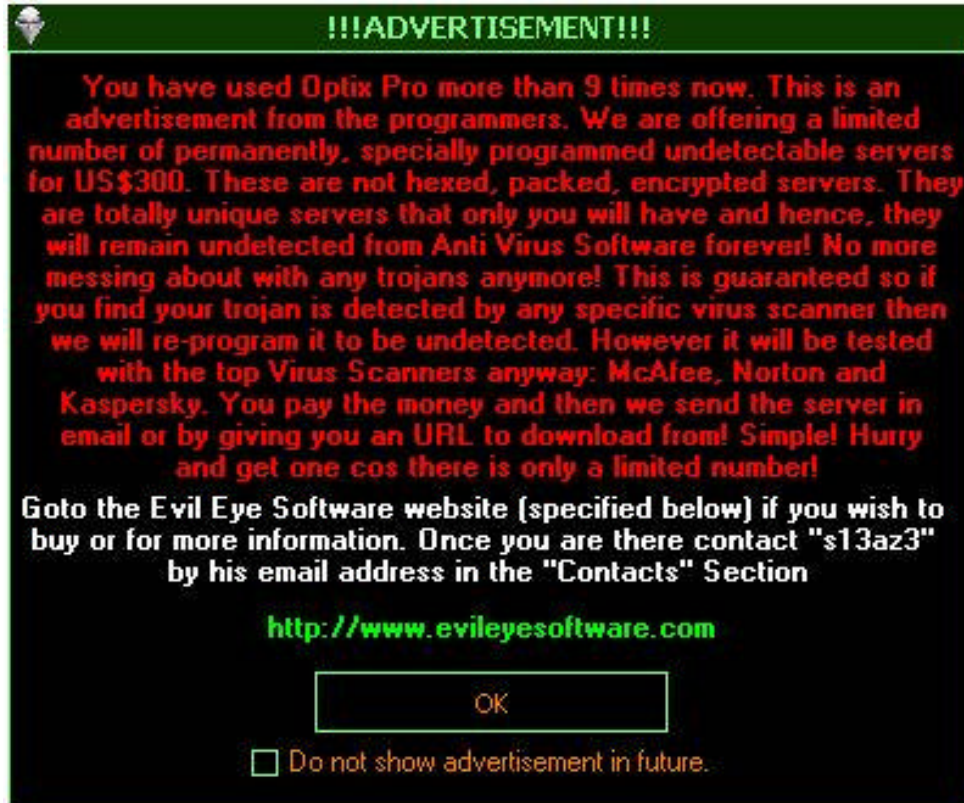 !!!ADVERTISEMENT!!!
You have used Optix Pro more than 9 times now. This is an
advertisement from the programmers. We are offering a limited
number of permanently, specially programmed undetectable servers
for US$300. These are not hexed, packed, encrypted servers. They
are totally unique servers that only you will have and hence, they
will remain undetected from Anti Virus Software forever! No more
messing about with any trojans anymore! This is guaranteed so if
you find your trojan is detected by any specific virus scanner then
we will re-program it to be undetected. However it will be tested
with the top Virus Scanners anyway: McAfee, Norton and
Kaspersky. You pay the money and then we send the server in
email or by giving you an URL to download from! Simple! Hurry
and get one cos there is only a limited number!
Goto the Evil Eye Software website (specified below) if you wish to
buy or for more information. Once you are there contact "s13az3"
by his email address in the "Contacts" Section
http://www.evileyesoftware.com
OK
Do not show advertisement in future.